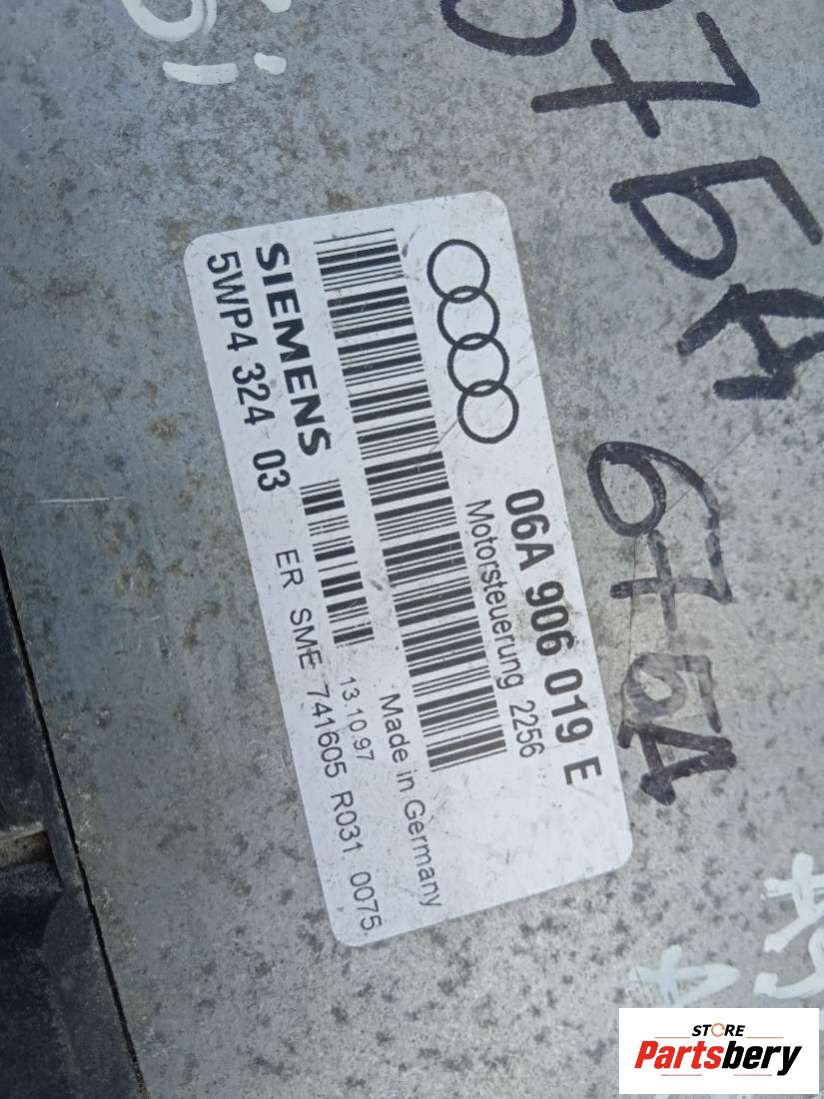 06A 906 019 E
Motorsteuerung 2256
SIEMENS
5WP4 324 03
13.10.97
Made in Germany
ER SME 741605 R031 0075
67БД
STORE
Partsbery